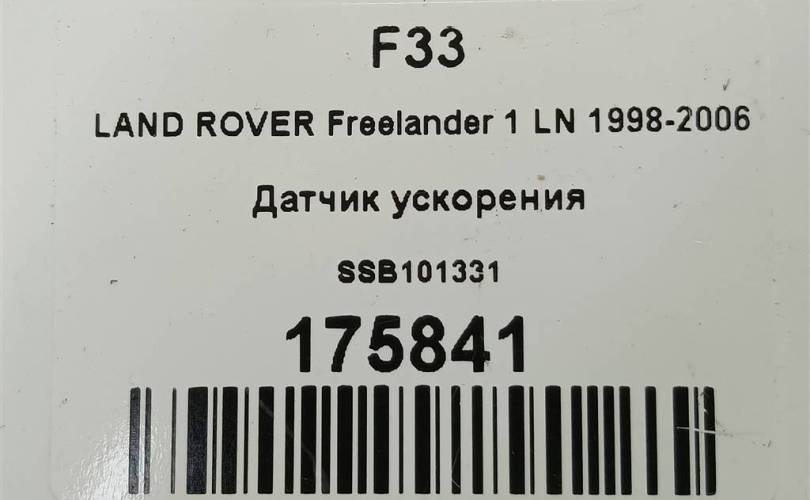 F33
LAND ROVER Freelander 1 LN 1998-2006
Датчик ускорения
SSB101331
175841